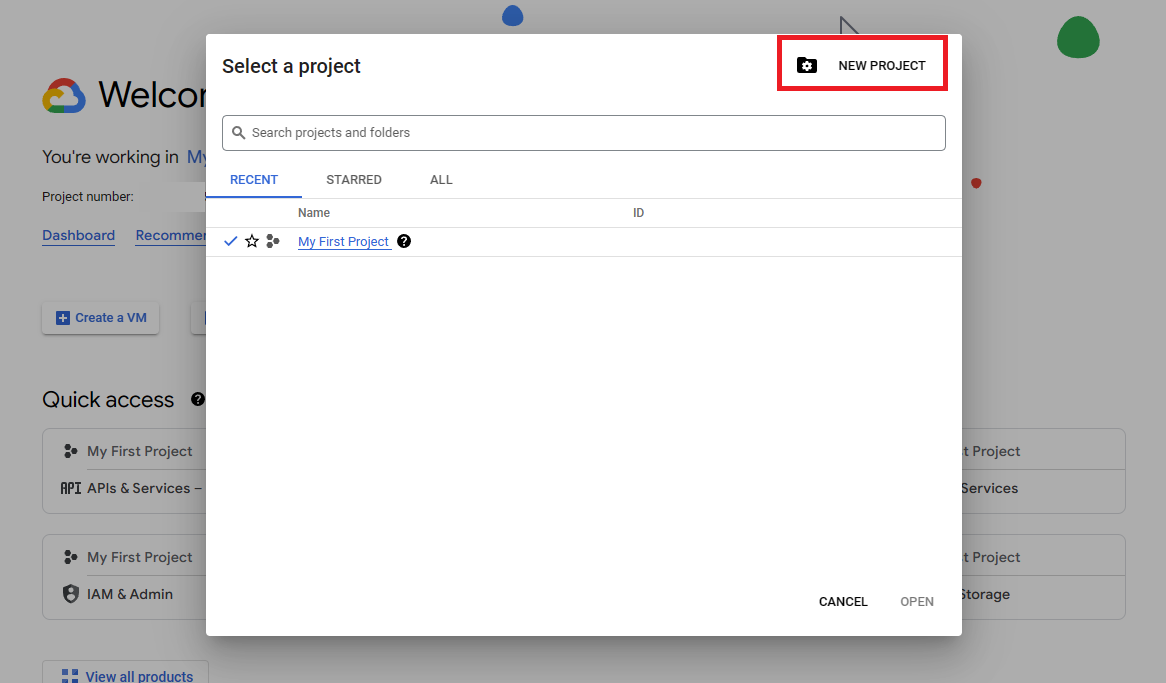 Select a project
NEW PROJECT
Welcor
Search projects and folders
You're working in My
RECENT STARRED ALL
Project number:
Name ID
Dashboard Recommen
My First Project ?
Create a VM
Quick access ?
My First Project
t Project
API APIs & Services –
Services
My First Project
t Project
IAM & Admin
Storage
CANCEL OPEN
View all products